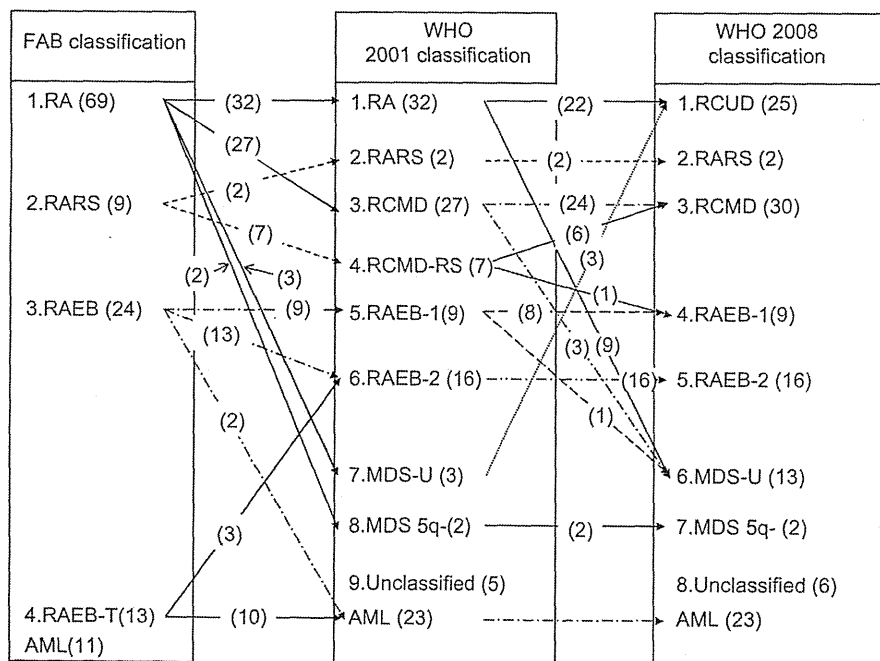 FAB classification
WHO
2001 classification
WHO 2008
classification
1.RA (69)
(32)
1.RA (32)
(22)
1.RCUD (25)
(27)
2.RARS (2)
(2)
2.RARS (2)
(2)
2.RARS (9)
3.RCMD (27)
(24)
3.RCMD (30)
(7)
(6)
(2)
(3)
4.RCMD-RS (7)
(3)
(1)
3.RAEB (24)
(9)
5.RAEB-1(9)
(8)
4.RAEB-1(9)
(13)
(3)
(9)
6.RAEB-2 (16)
(16)
5.RAEB-2 (16)
(2)
(1)
7.MDS-U (3)
6.MDS-U (13)
(3)
8.MDS 5q-(2)
(2)
7.MDS 5q- (2)
9.Unclassified (5)
8.Unclassified (6)
4.RAEB-T(13)
(10)
AML (23)
AML (23)
AML(11)